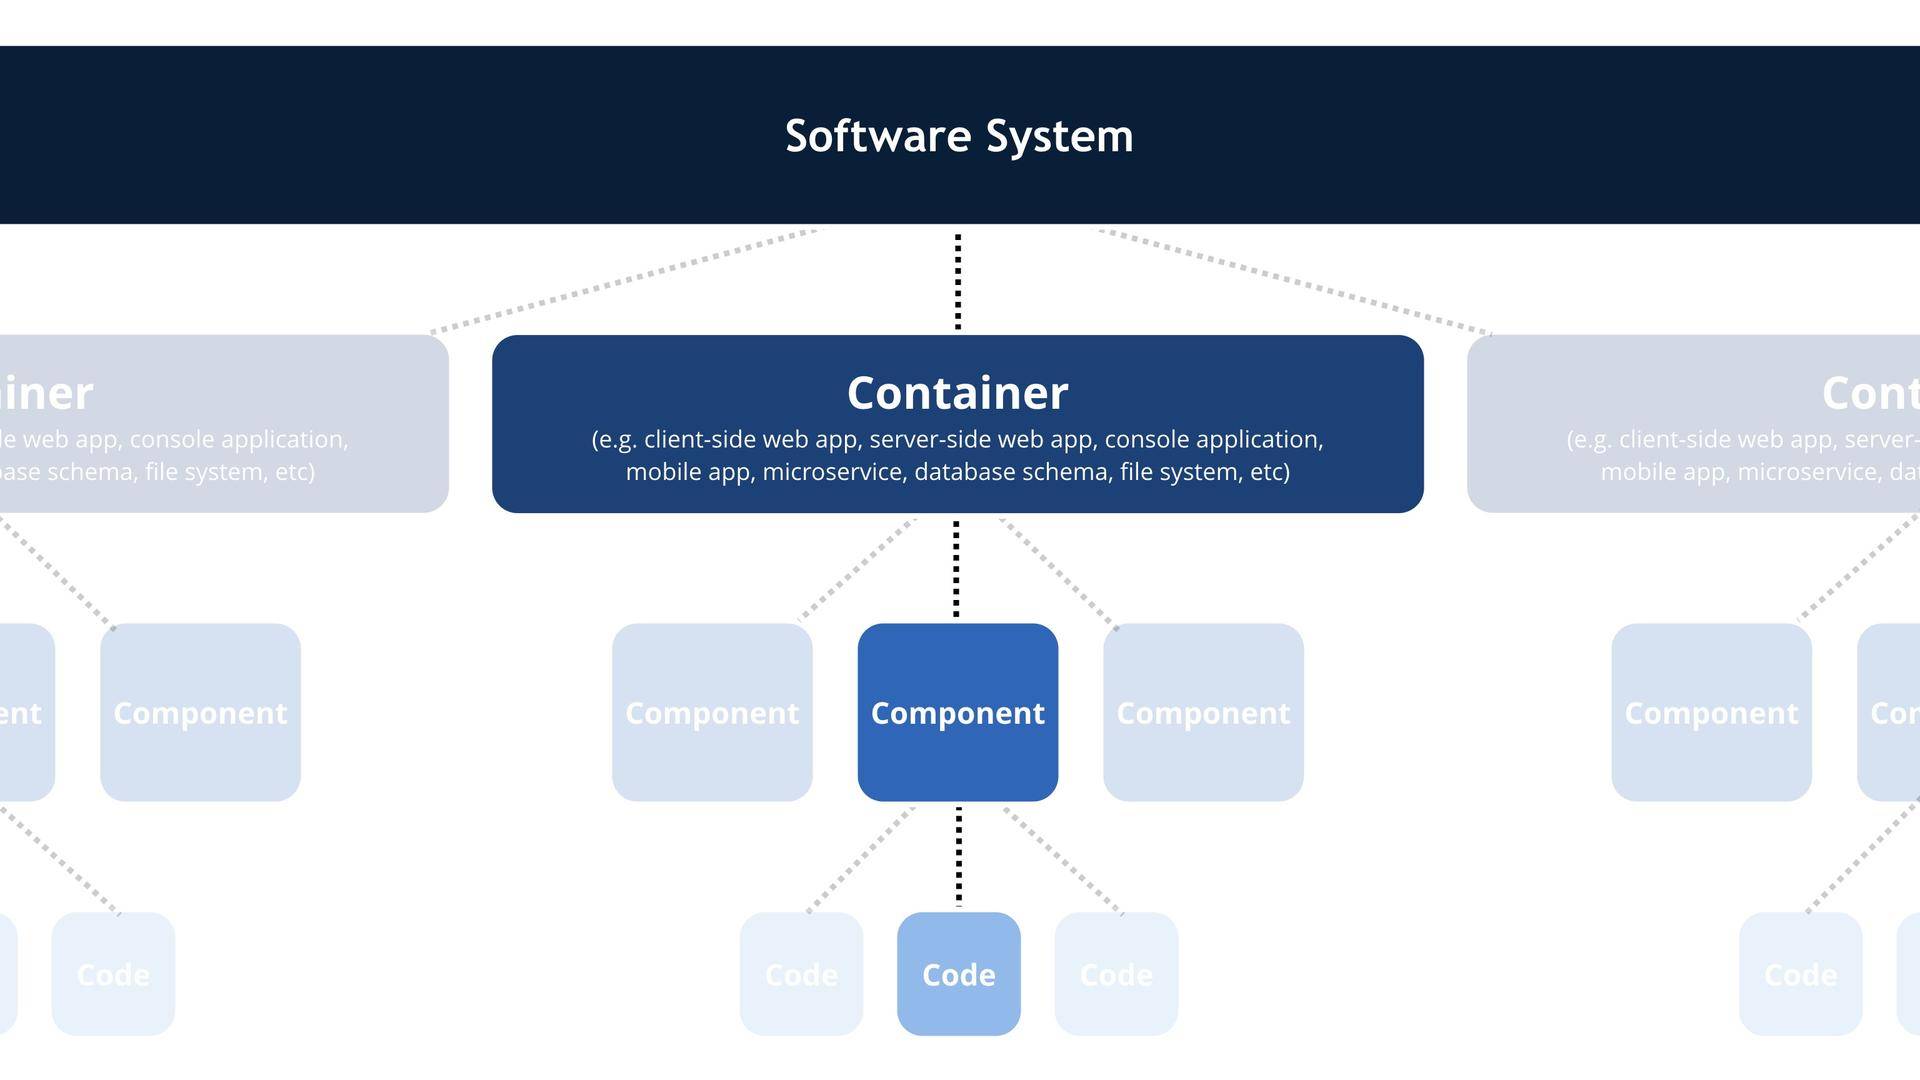 Software System
iner
Container
Cont
le web app, console application,
(e.g. client-side web app, server-side web app, console application,
(e.g. client-side web app, server-
base schema, file system, etc)
mobile app, microservice, database schema, file system, etc)
mobile app, microservice, dat
ent
Component
Component
Component
Component
Component
Con
Code
Code
Code
Code
Code